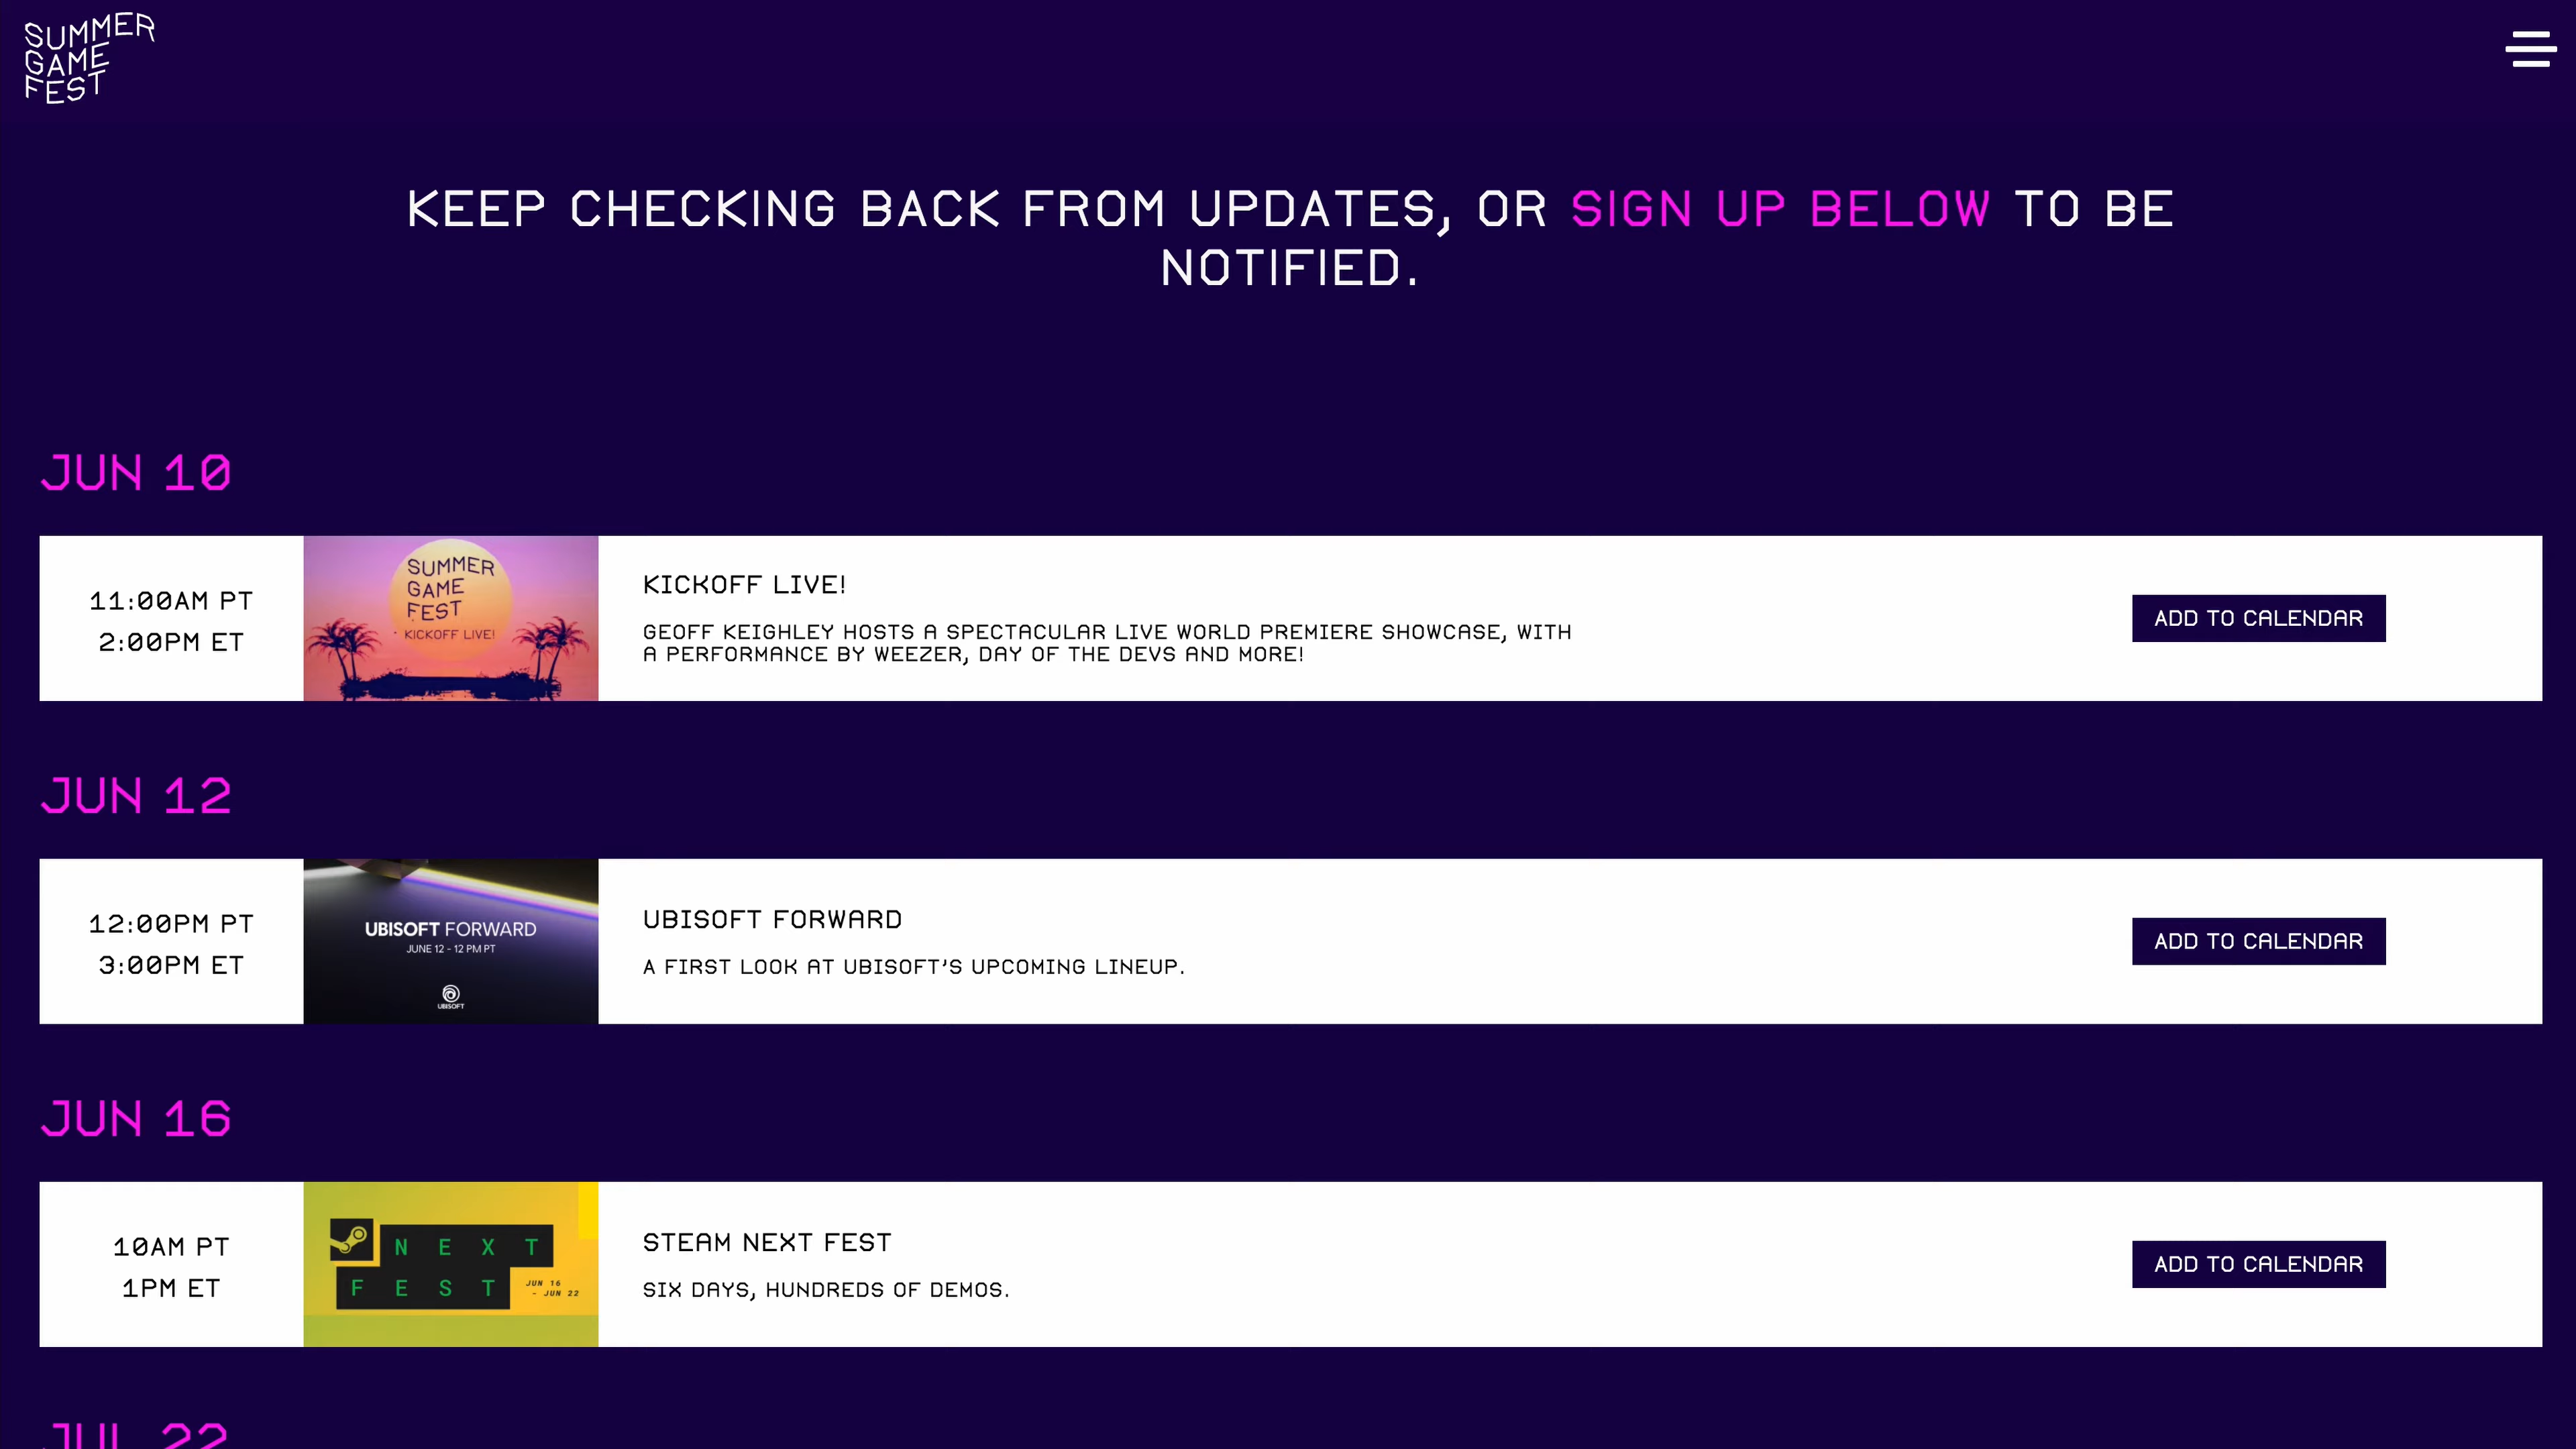 SUMMER
GAME
FEST
KEEP CHECKING BACK FROM UPDATES, OR SIGN UP BELOW TO BE
NOTIFIED.
JUN 10
11:00AM PT
2:00PM ET
SUMMER
GAME
FEST
KICKOFF LIVE!
KICKOFF LIVE!
GEOFF KEIGHLEY HOSTS A SPECTACULAR LIVE WORLD PREMIERE SHOWCASE, WITH
A PERFORMANCE BY WEEZER, DAY OF THE DEVS AND MORE!
ADD TO CALENDAR
JUN 12
12:00PM PT
3:00PM ET
UBISOFT FORWARD
JUNE 12 - 12 PM PT
UBISOFT
UBISOFT FORWARD
A FIRST LOOK AT UBISOFT'S UPCOMING LINEUP.
ADD TO CALENDAR
JUN 16
10AM PT
1PM ET
NEXT
FEST
JUN 16
- JUN 22
STEAM NEXT FEST
SIX DAYS, HUNDREDS OF DEMOS.
ADD TO CALENDAR
JUL 22